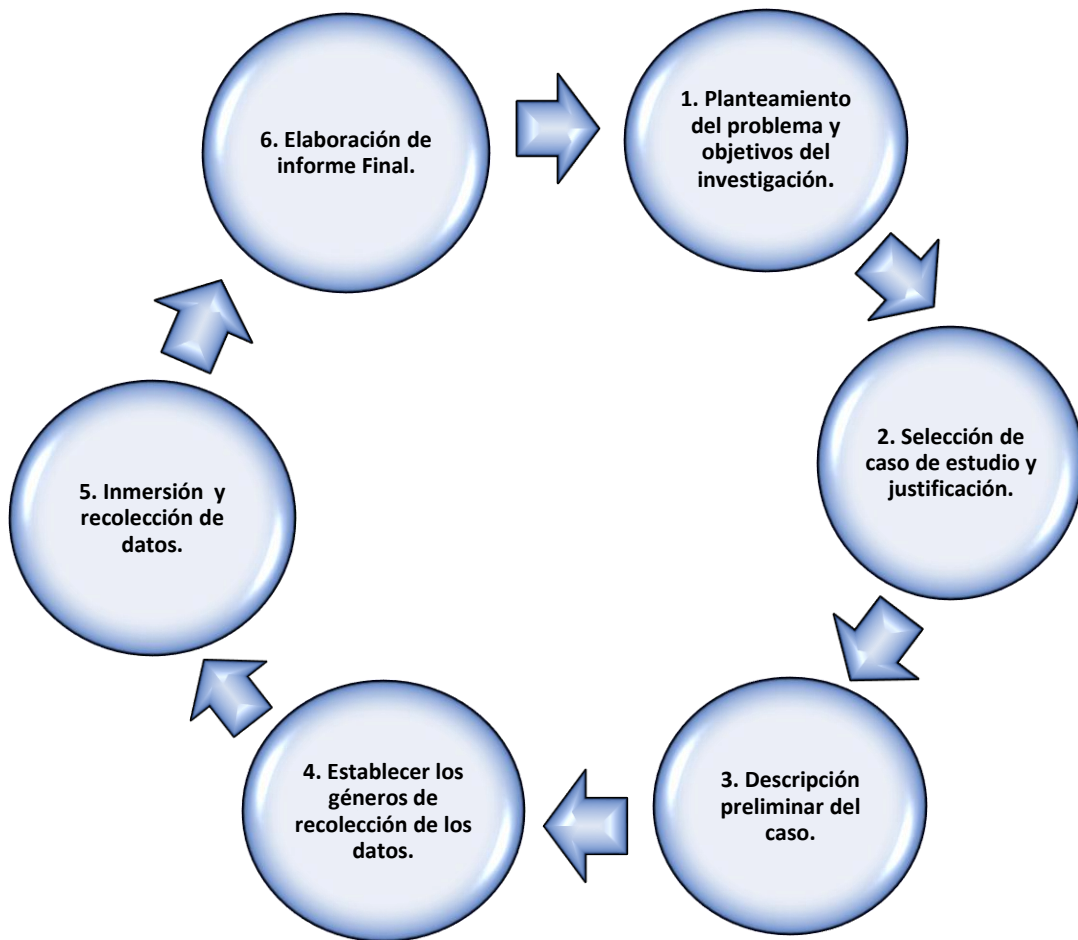 1. Planteamiento
del problema y
objetivos del
investigación.
2. Selección de
caso de estudio y
justificación.
3. Descripción
preliminar del
caso.
4. Establecer los
géneros de
recolección de los
datos.
5. Inmersión y
recolección de
datos.
6. Elaboración de
informe Final.